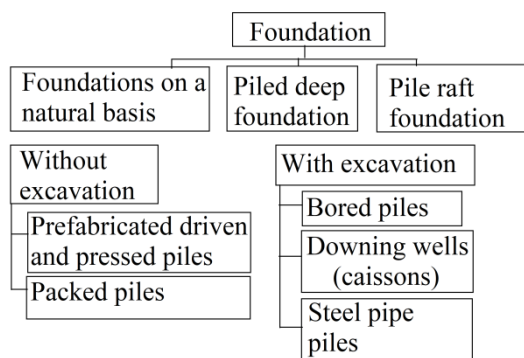 Foundation
Foundations on a
natural basis
Piled deep
foundation
Pile raft
foundation
Without
excavation
Prefabricated driven
and pressed piles
Packed piles
With excavation
Bored piles
Downing wells
(caissons)
Steel pipe
piles